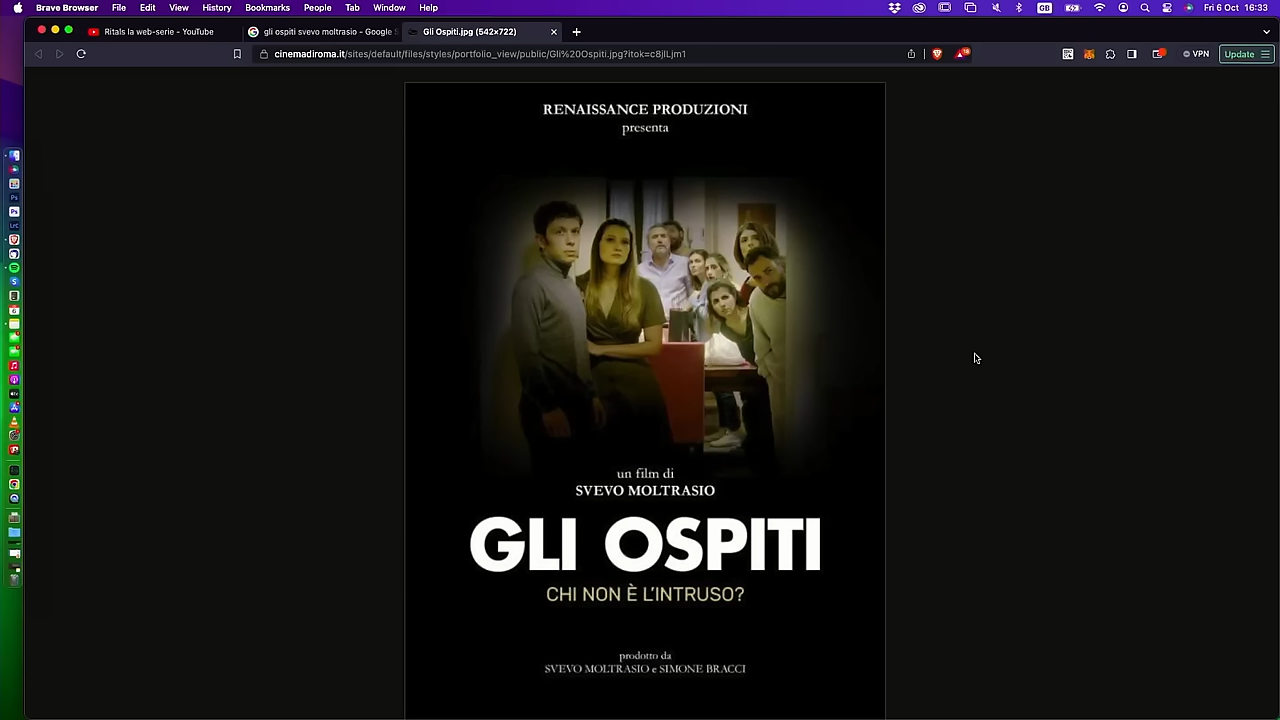 Brave Browser File Edit View History Bookmarks People Tab Window Help GB Fri 6 Oct 16:33
Ritals la web-serie - YouTube gli ospiti svevo moltrasio - Google S Gli Ospiti.jpg (542×722)
cinemadiroma.it/sites/default/files/styles/portfolio_view/public/Gli%20Ospiti.jpg?itok=c8jlLjm1 VPN Update
RENAISSANCE PRODUZIONI
presenta
un film di
SVEVO MOLTRASIO
GLI OSPITI
CHI NON È L'INTRUSO?
prodotto da
SVEVO MOLTRASIO e SIMONE BRACCI